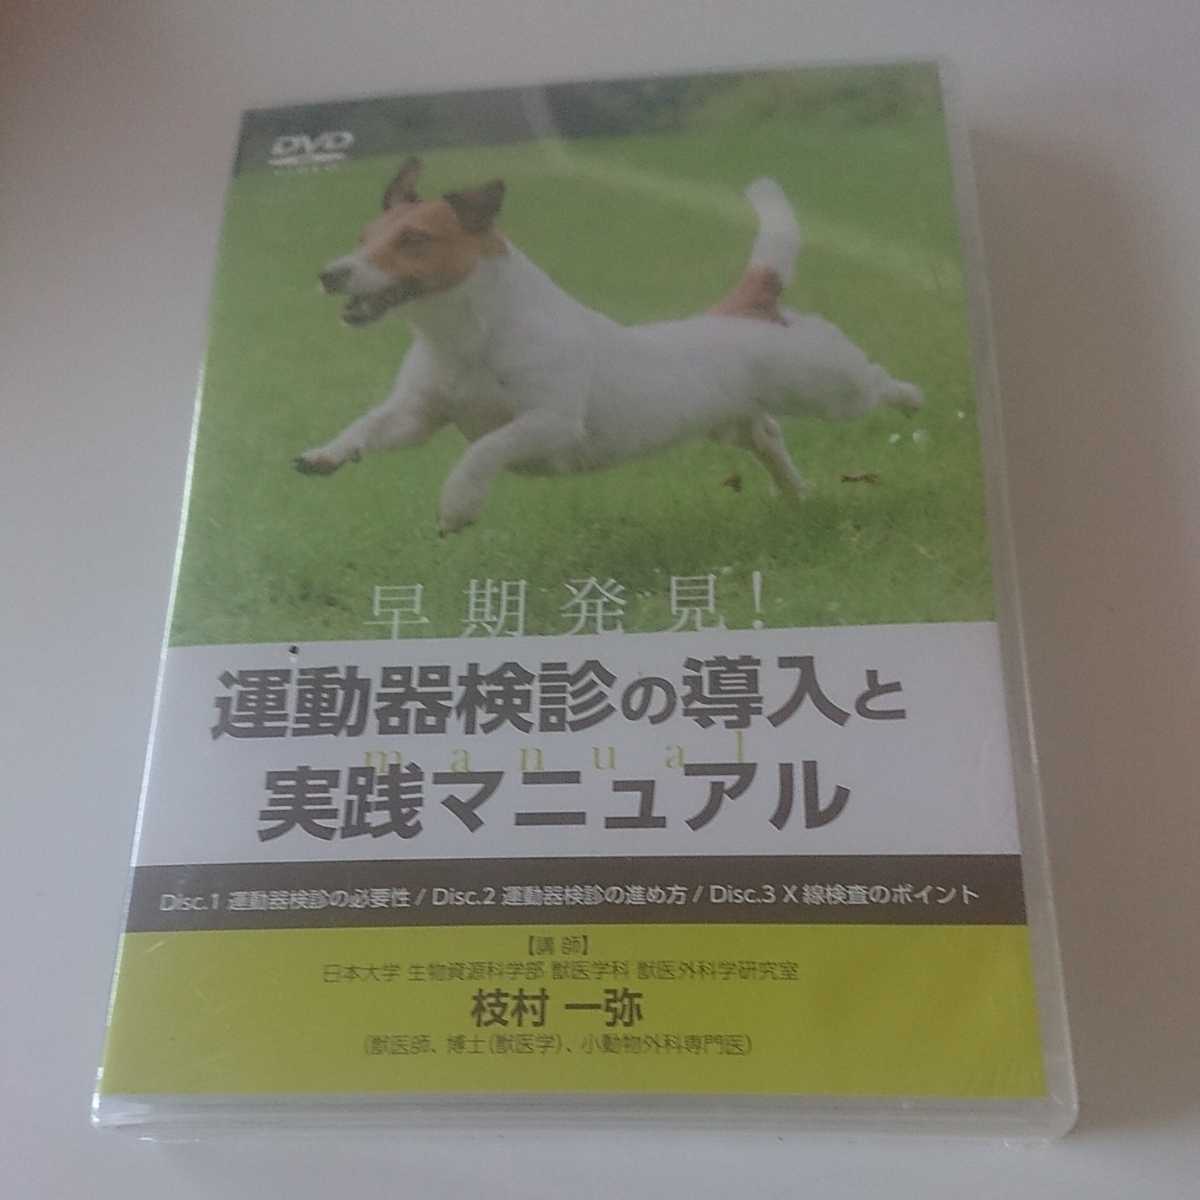 DVD
VIDEO
早期発見!
運動器検診の導入と
manual
実践マニュアル
Disc.1 運動器検診の必要性 / Disc.2 運動器検診の進め方 / Disc.3 X線検査のポイント
【講 師】
日本大学 生物資源科学部 獣医学科 獣医外科学研究室
枝村 一弥
(獣医師、博士(獣医学)、小動物外科専門医)